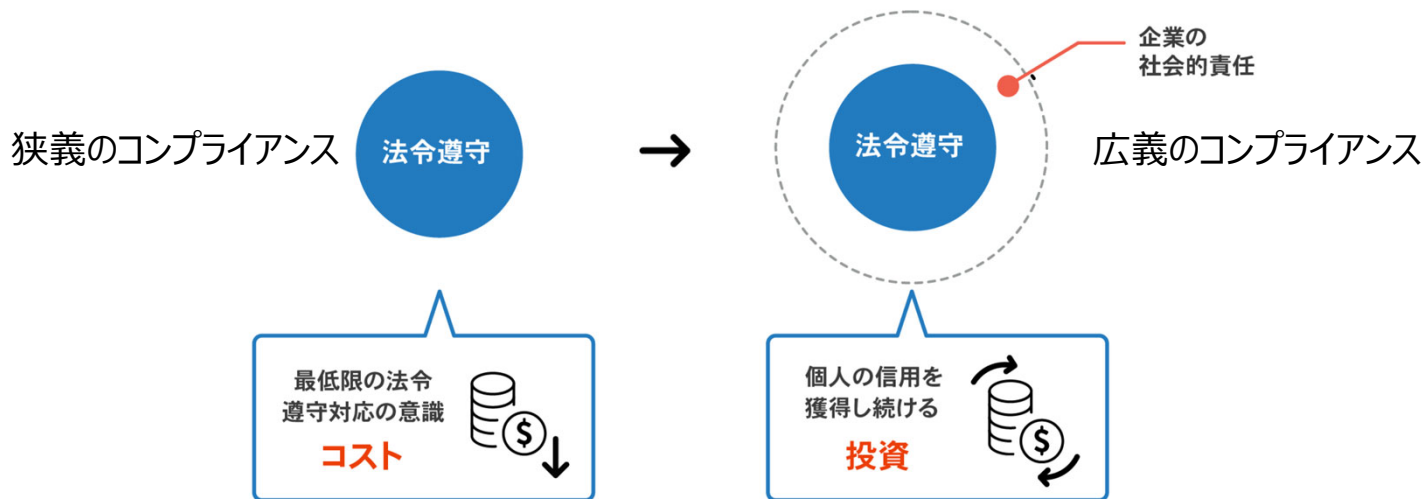 企業の
社会的責任
狭義のコンプライアンス
法令遵守
法令遵守
広義のコンプライアンス
最低限の法令
遵守対応の意識
コスト
$
個人の信用を
獲得し続ける
投資
$